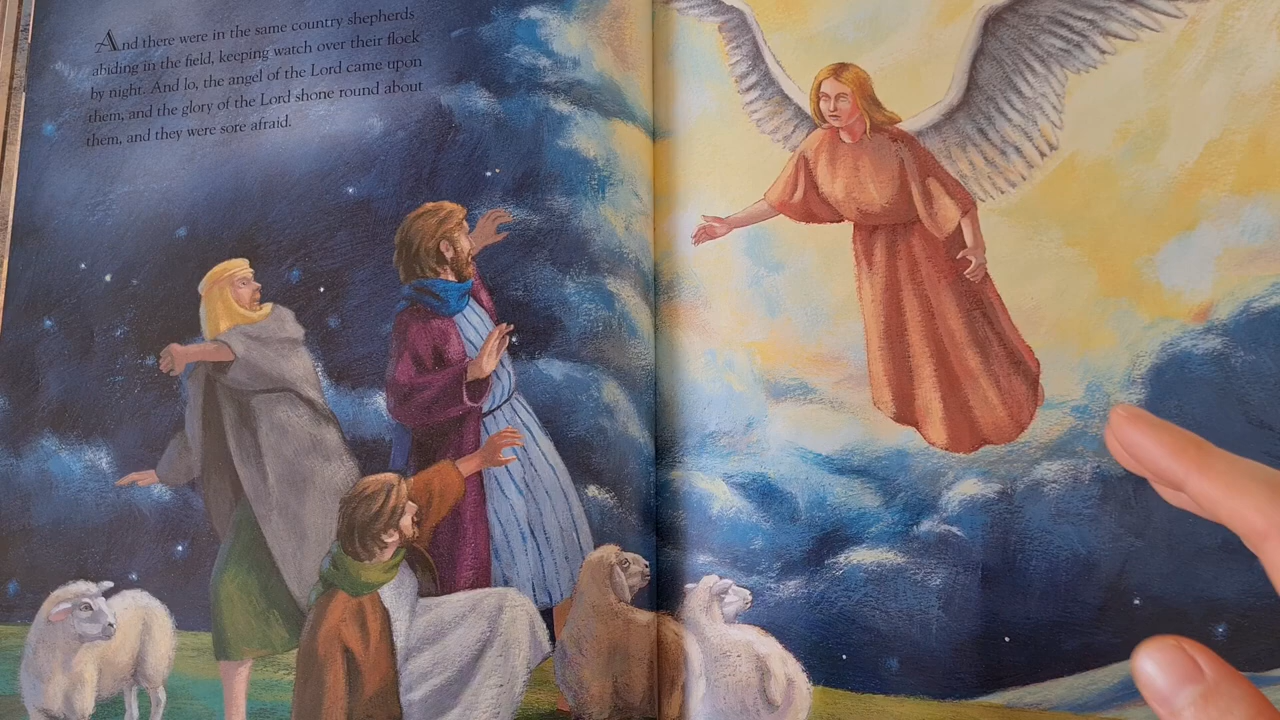 And there were in the same country shepherds
abiding in the field, keeping watch over their flock
by night. And lo, the angel of the Lord came upon
them, and the glory of the Lord shone round about
them, and they were sore afraid.